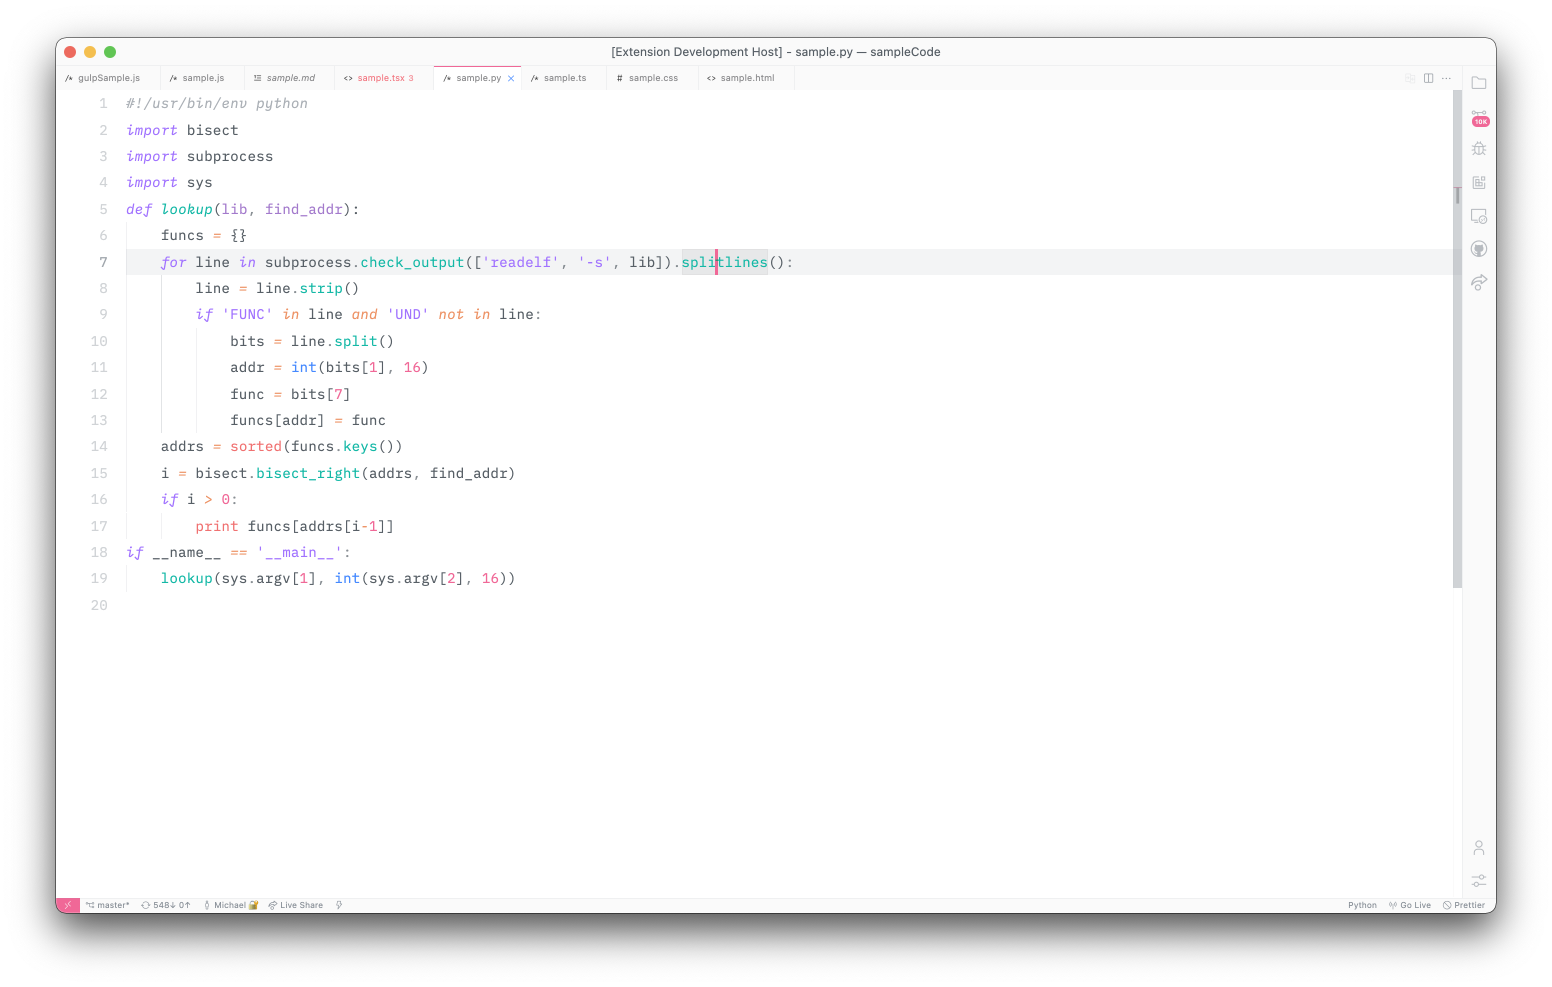 [Extension Development Host] - sample.py — sampleCode
gulpSample.js sample.js sample.md sample.tsx 3 sample.py sample.ts # sample.css <> sample.html
10K
1 #!/usr/bin/env python
2 import bisect
3 import subprocess
4 import sys
5 def lookup(lib, find_addr):
6 funcs = {}
7 for line in subprocess.check_output(['readelf', '-s', lib]).splitlines():
8 line = line.strip()
9 if 'FUNC' in line and 'UND' not in line:
10 bits = line.split()
11 addr = int(bits[1], 16)
12 func = bits[7]
13 funcs[addr] = func
14 addrs = sorted(funcs.keys())
15 i = bisect.bisect_right(addrs, find_addr)
16 if i > 0:
17 print funcs[addrs[i-1]]
18 if __name__ == '__main__':
19 lookup(sys.argv[1], int(sys.argv[2], 16))
20
master* 548↓ 0↑ Michael 🔐 Live Share Python Go Live Prettier